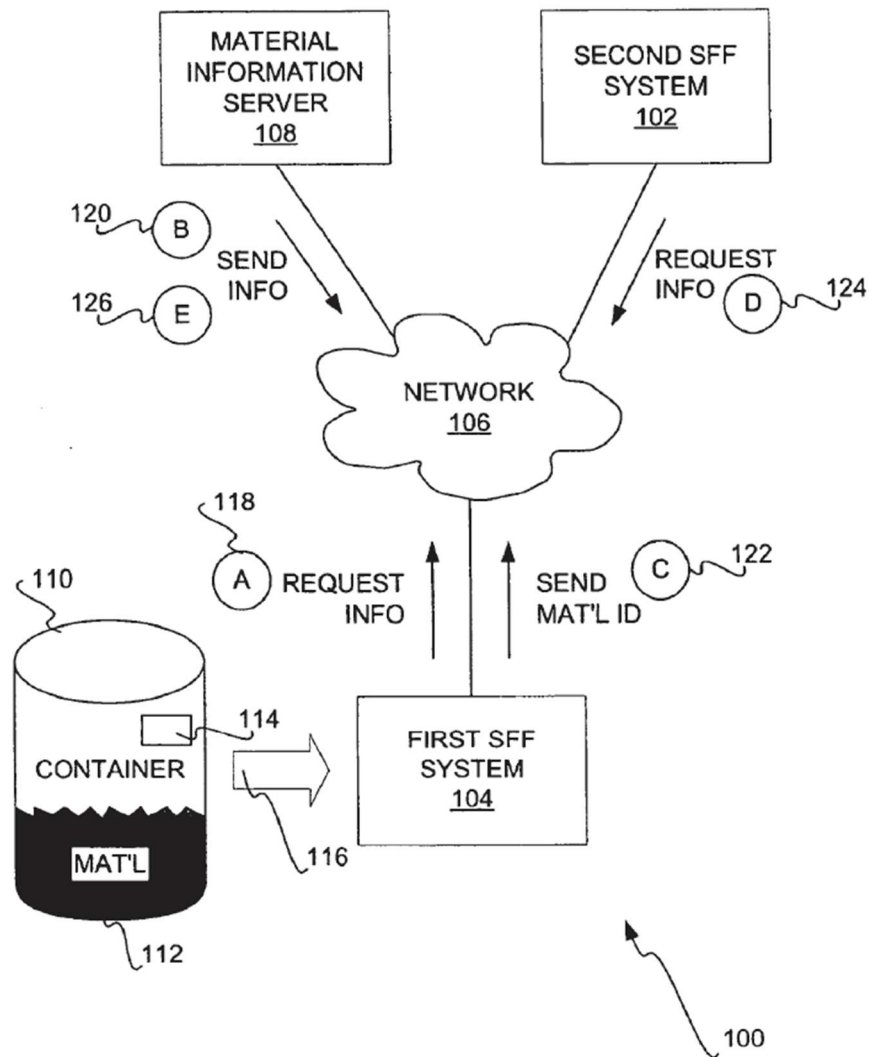 MATERIAL
INFORMATION
SERVER
108
SECOND SFF
SYSTEM
102
120
B
SEND
INFO
126
E
REQUEST
INFO
D
124
NETWORK
106
118
A
REQUEST
INFO
SEND
MAT'L ID
C
122
110
114
CONTAINER
MAT'L
112
116
FIRST SFF
SYSTEM
104
100